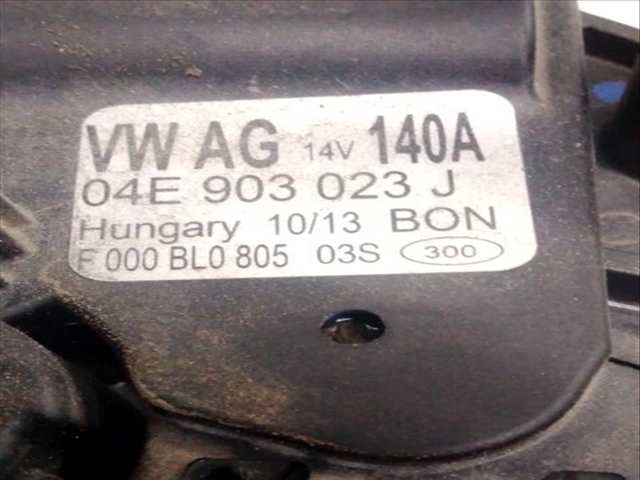 VW AG 14V 140A
04E 903 023 J
Hungary 10/13 BON
F 000 BL0 805 03S 300